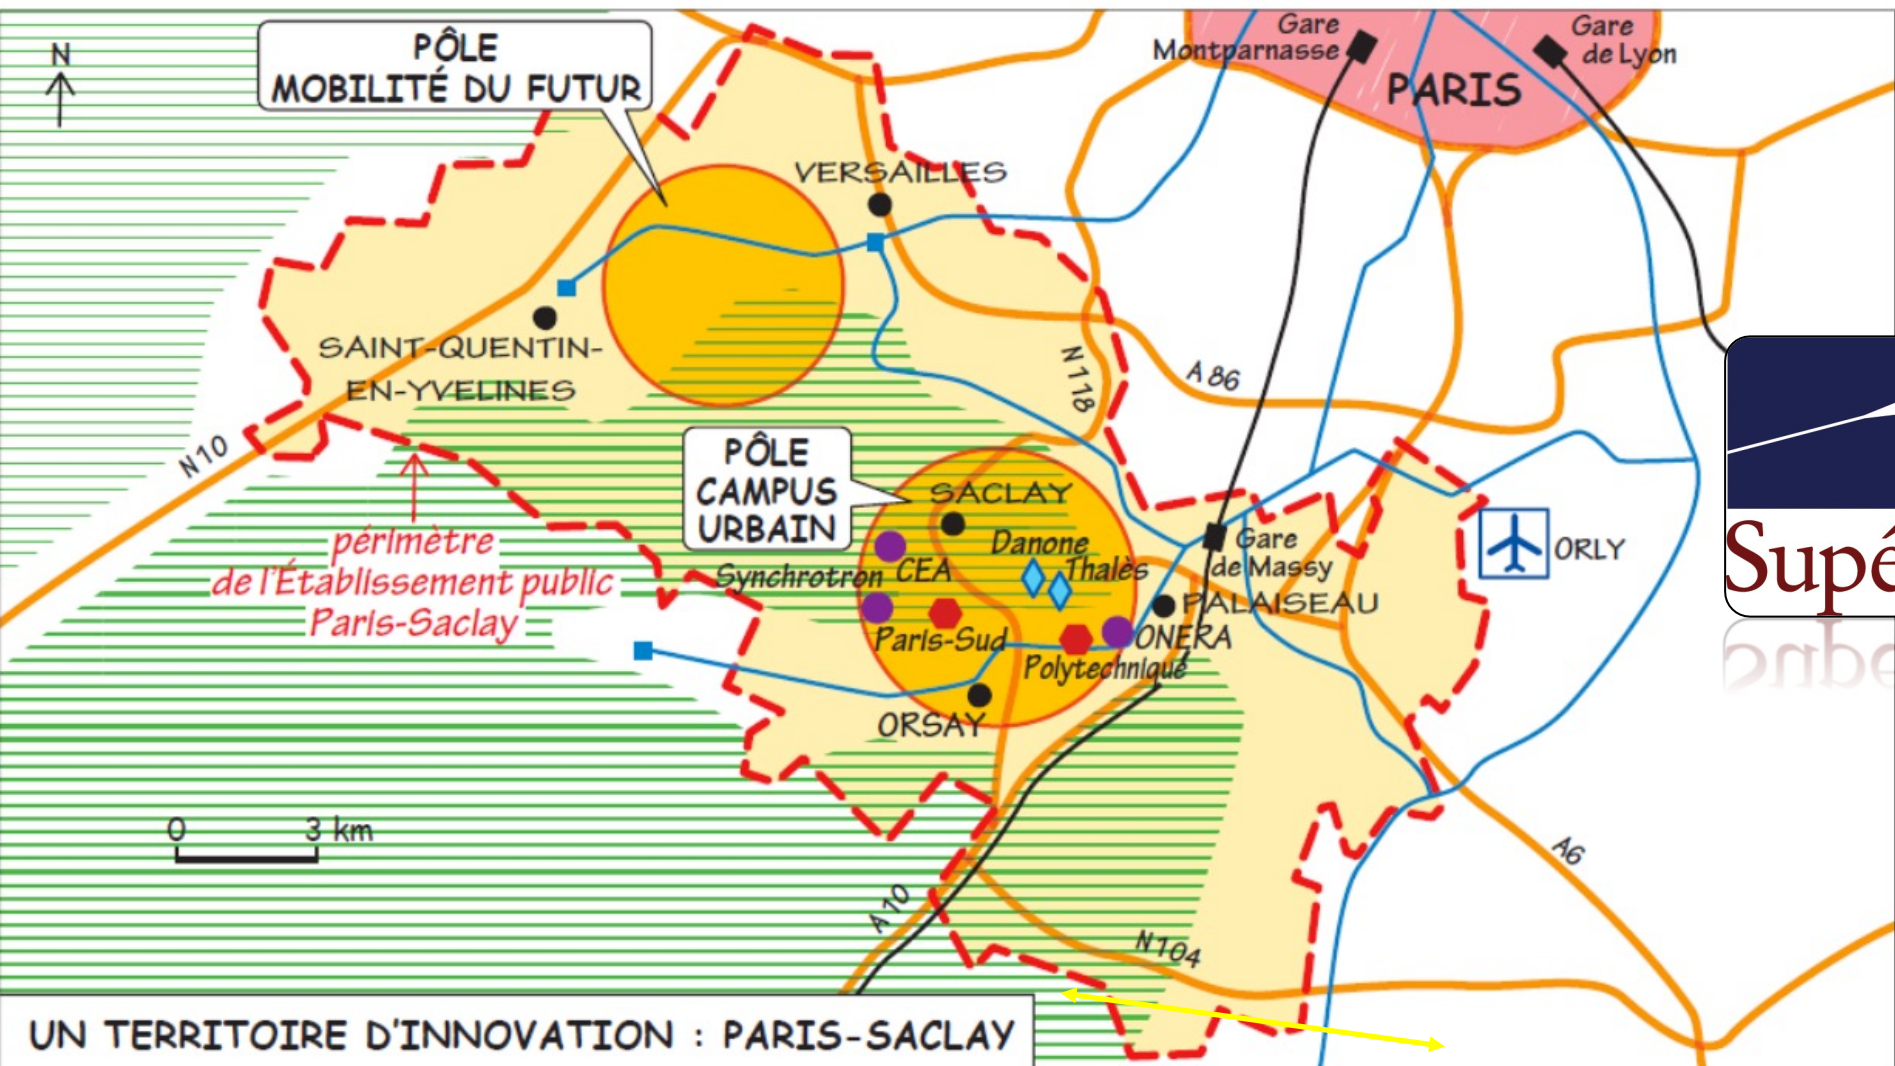 N
PÔLE
MOBILITÉ DU FUTUR
Gare
Montparnasse
Gare
de Lyon
PARIS
VERSAILLES
SAINT-QUENTIN-
EN-YVELINES
N118
A 86
N10
PÔLE
CAMPUS
URBAIN
SACLAY
Danone
Thalès
CEA
Synchrotron
Gare
de Massy
ORLY
Supé
périmètre
de l'Établissement public
Paris-Saclay
PALAISEAU
Paris-Sud
ONERA
Polytechnique
ORSAY
0 3 km
A6
A 10
N104
UN TERRITOIRE D'INNOVATION : PARIS-SACLAY